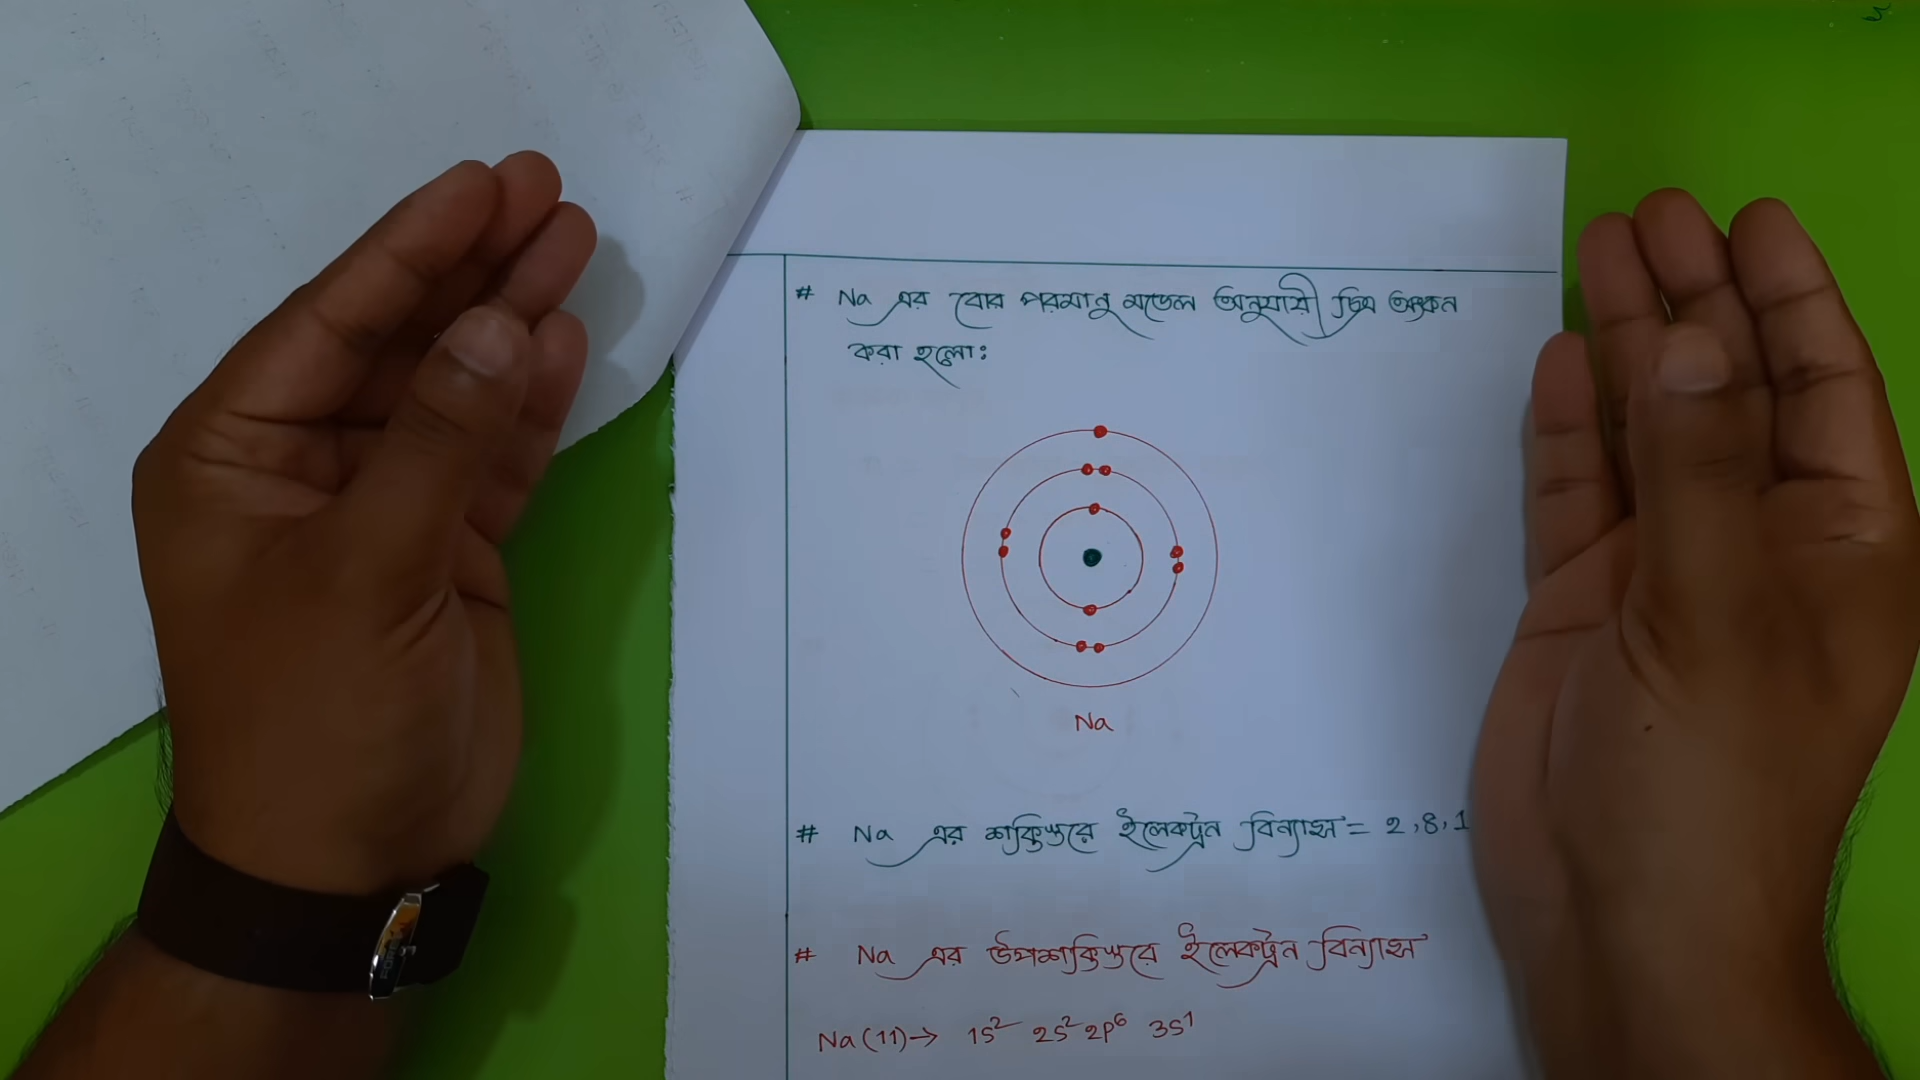 # Na এর বোর পরমানু মডেল অনুযায়ী চিত্র অংকন
করা হলো:
Na
# Na এর শক্তিস্তরে ইলেকট্রন বিন্যাস = 2,8,1
# Na এর উপশক্তিস্তরে ইলেকট্রন বিন্যাস
Na (11) → 1s² 2s² 2p⁶ 3s¹